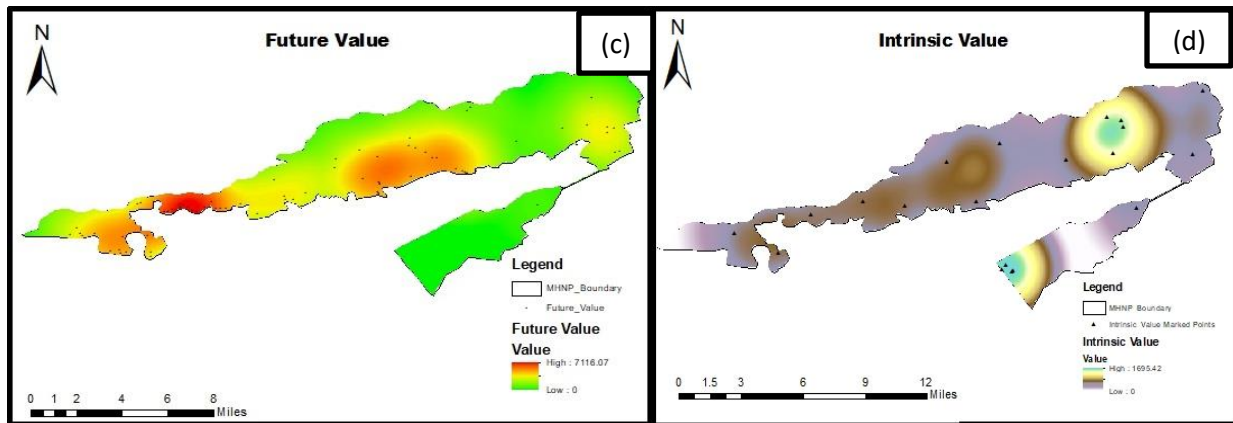 N
Future Value
(c)
Legend
MHNP_Boundary
Future_Value
Future Value
Value
High : 7116.07
Low : 0
0 1 2 4 6 8
Miles
N
Intrinsic Value
(d)
Legend
MHNP Boundary
Intrinsic Value Marked Points
Intrinsic Value
Value
High : 1695.42
Low : 0
0 1.5 3 6 9 12
Miles